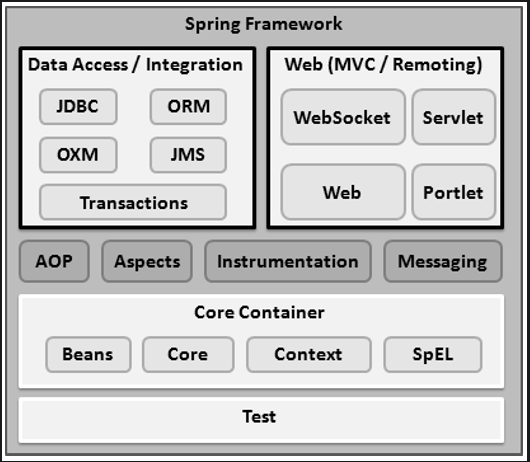 Spring Framework
Data Access / Integration
JDBC
ORM
OXM
JMS
Transactions
Web (MVC / Remoting)
WebSocket
Servlet
Web
Portlet
AOP
Aspects
Instrumentation
Messaging
Core Container
Beans
Core
Context
SpEL
Test